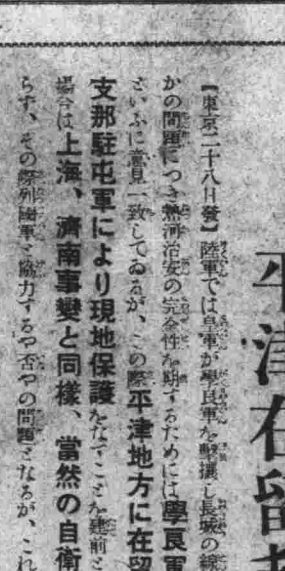 平津在留
【東京二十八日發】陸軍では皇軍が學良軍を擊攘し長城の線
かの問題につき熱河治安の完全性を期するためには學良軍
といふに意見一致してゐるが、この際平津地方に在留
支那駐屯軍により現地保護をなすことを建前と
場合は上海、濟南事變と同樣、當然の自衛
らず、その際列國軍と協力するや否やの問題となるが、これ